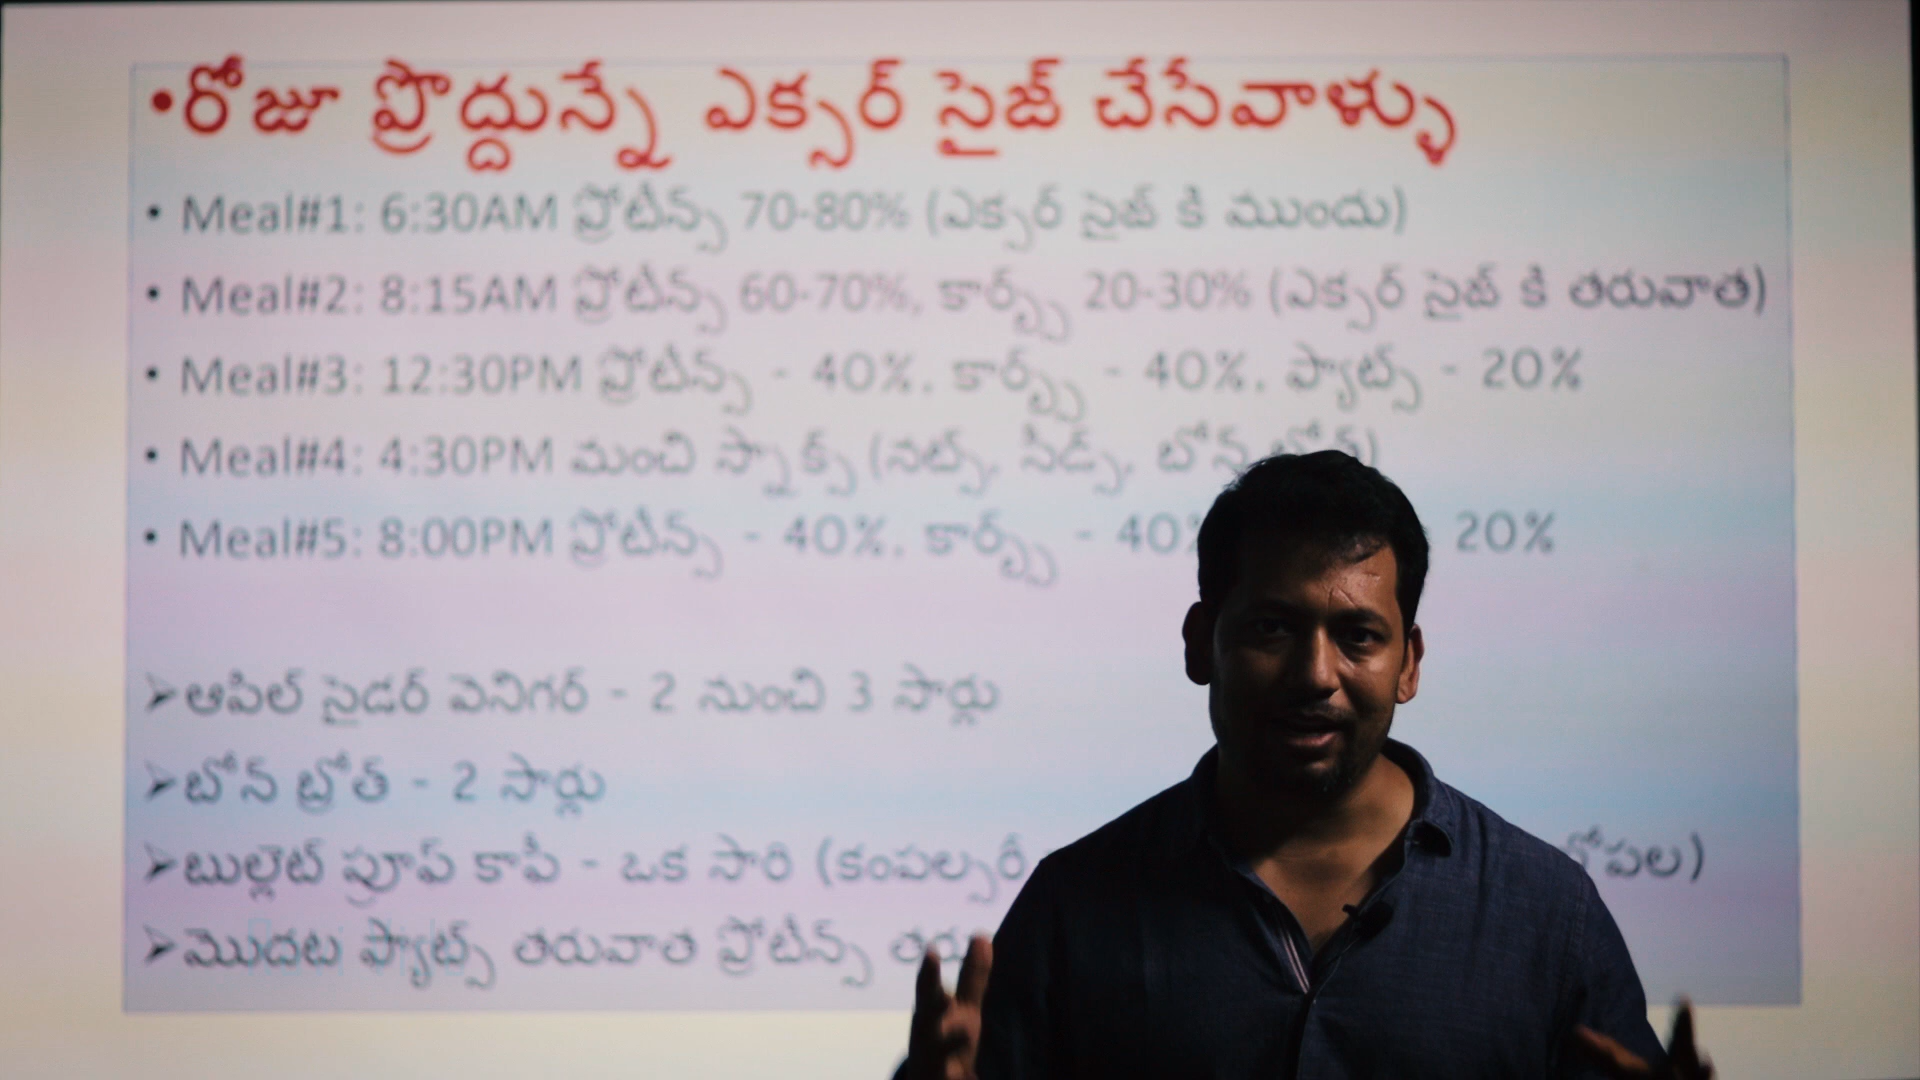 •రోజూ ప్రొద్దున్నే ఎక్సర్ సైజ్ చేసేవాళ్ళు
• Meal#1: 6:30AM ప్రోటీన్స్ 70-80% (ఎక్సర్ సైజ్ కి ముందు)
• Meal#2: 8:15AM ప్రోటీన్స్ 60-70%, కార్బ్స్ 20-30% (ఎక్సర్ సైజ్ కి తరువాత)
• Meal#3: 12:30PM ప్రోటీన్స్ - 40%, కార్బ్స్ - 40%, ఫ్యాట్స్ - 20%
• Meal#4: 4:30PM మంచి స్నాక్స్ (నట్స్, సీడ్స్, బోన్
• Meal#5: 8:00PM ప్రోటీన్స్ - 40%, కార్బ్స్ - 40 20%
➢ఆపిల్ సైడర్ వెనిగర్ - 2 నుంచి 3 సార్లు
➢బోన్ బ్రోత్ - 2 సార్లు
➢బుల్లెట్ ప్రూఫ్ కాఫీ - ఒక సారి (కంపల్సరీ
➢మొదట ఫ్యాట్స్ తరువాత ప్రోటీన్స్